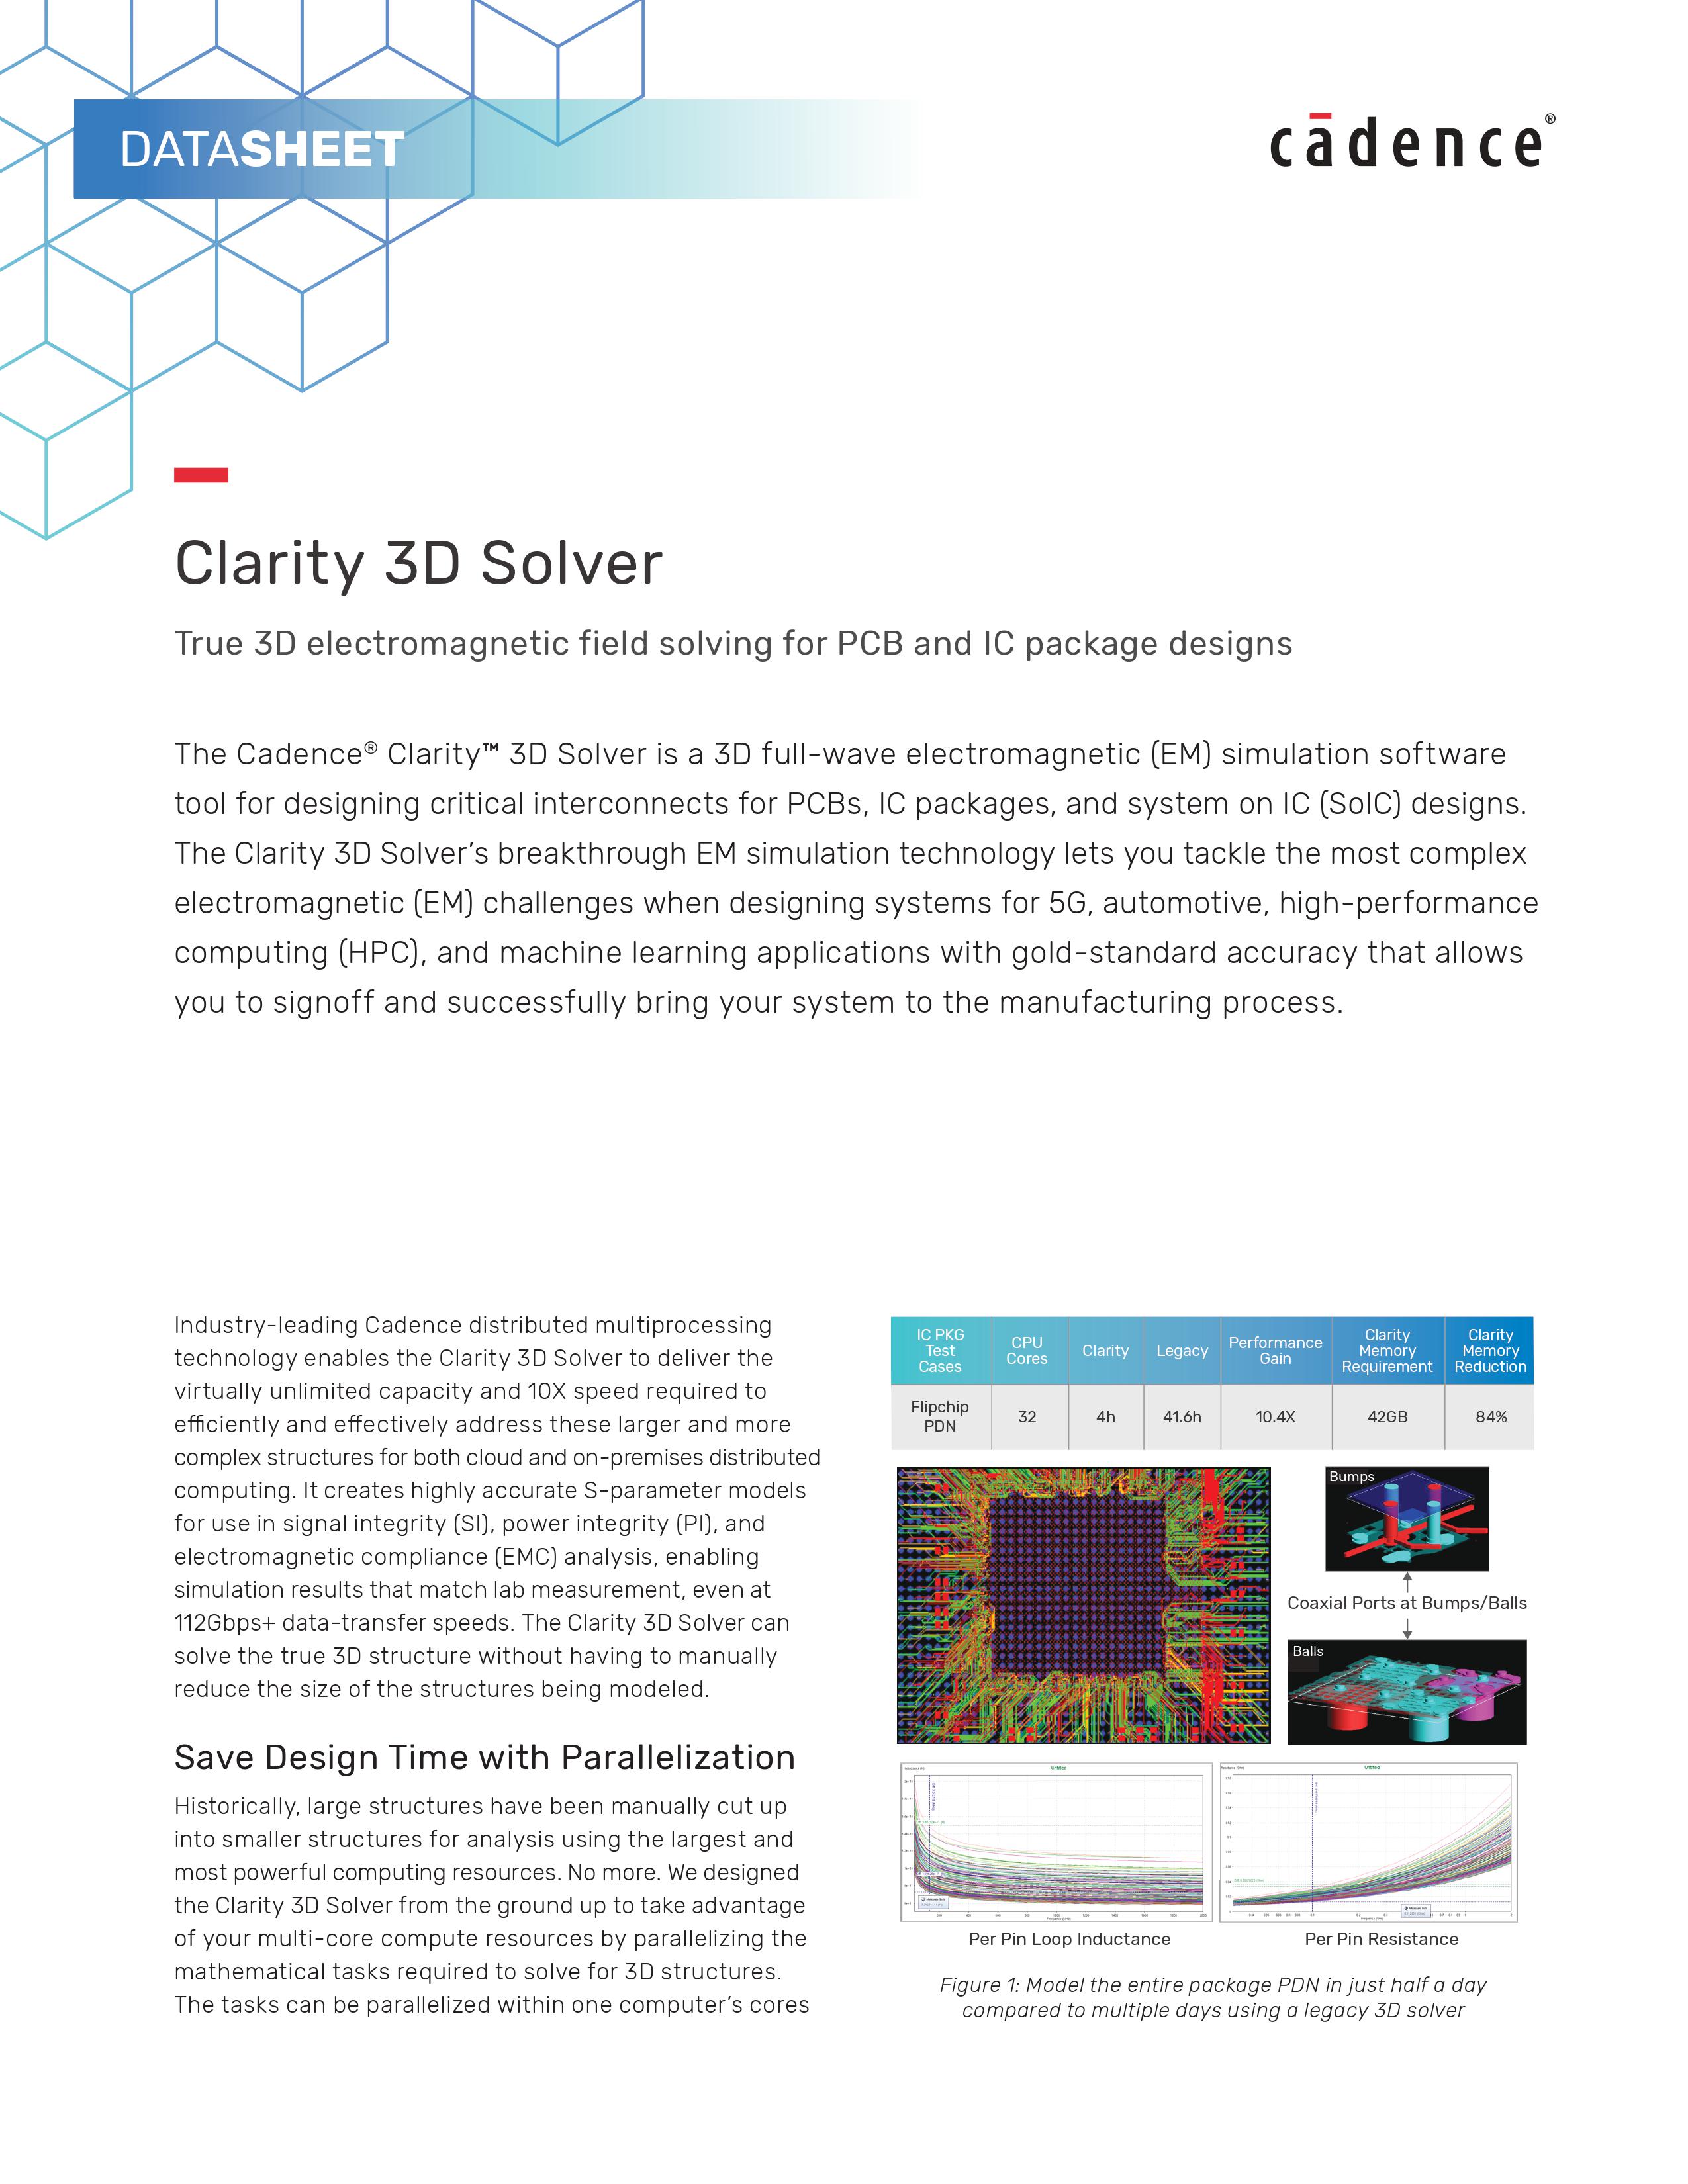 DATASHEET
cādence®
Clarity 3D Solver
True 3D electromagnetic field solving for PCB and IC package designs
The Cadence® Clarity™ 3D Solver is a 3D full-wave electromagnetic (EM) simulation software
tool for designing critical interconnects for PCBs, IC packages, and system on IC (SoIC) designs.
The Clarity 3D Solver's breakthrough EM simulation technology lets you tackle the most complex
electromagnetic (EM) challenges when designing systems for 5G, automotive, high-performance
computing (HPC), and machine learning applications with gold-standard accuracy that allows
you to signoff and successfully bring your system to the manufacturing process.
Industry-leading Cadence distributed multiprocessing
technology enables the Clarity 3D Solver to deliver the
virtually unlimited capacity and 10X speed required to
efficiently and effectively address these larger and more
complex structures for both cloud and on-premises distributed
computing. It creates highly accurate S-parameter models
for use in signal integrity (SI), power integrity (PI), and
electromagnetic compliance (EMC) analysis, enabling
simulation results that match lab measurement, even at
112Gbps+ data-transfer speeds. The Clarity 3D Solver can
solve the true 3D structure without having to manually
reduce the size of the structures being modeled.
Save Design Time with Parallelization
Historically, large structures have been manually cut up
into smaller structures for analysis using the largest and
most powerful computing resources. No more. We designed
the Clarity 3D Solver from the ground up to take advantage
of your multi-core compute resources by parallelizing the
mathematical tasks required to solve for 3D structures.
The tasks can be parallelized within one computer's cores
IC PKG Test Cases CPU Cores Clarity Legacy Performance Gain Clarity Memory Requirement Clarity Memory Reduction
Flipchip PDN 32 4h 41.6h 10.4X 42GB 84%
Bumps
Coaxial Ports at Bumps/Balls
Balls
Untitled
Untitled
Per Pin Loop Inductance
Per Pin Resistance
Figure 1: Model the entire package PDN in just half a day
compared to multiple days using a legacy 3D solver